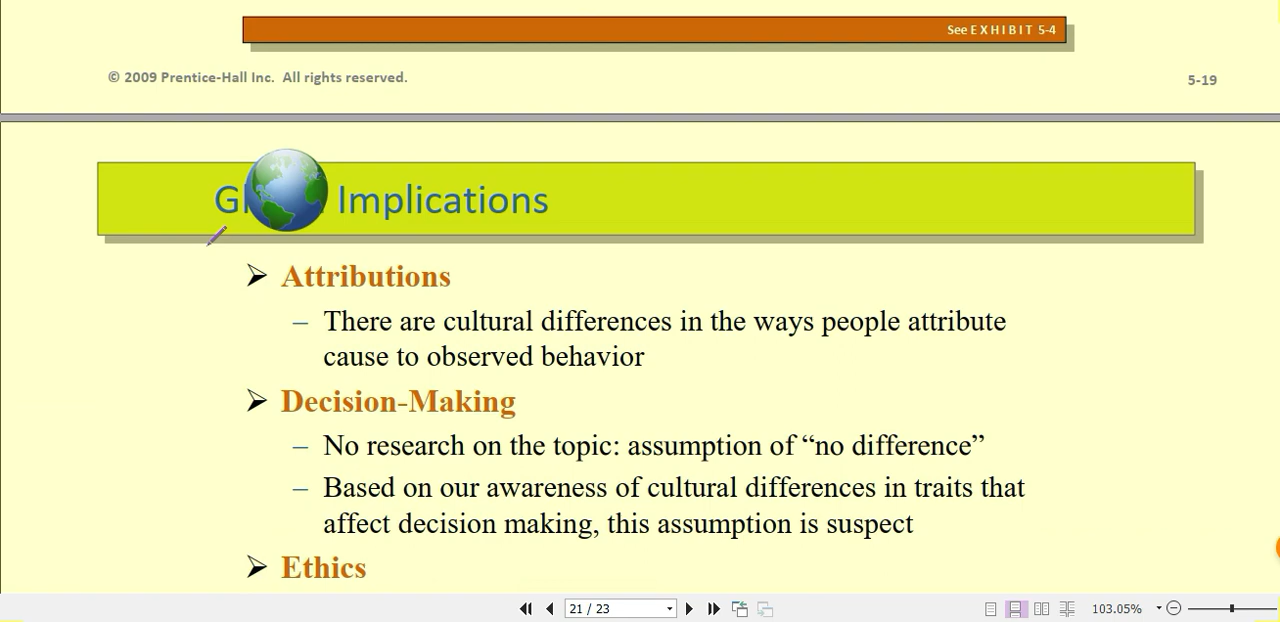 See E X H I B I T 5-4
© 2009 Prentice-Hall Inc. All rights reserved.
5-19
Implications
➢ Attributions
– There are cultural differences in the ways people attribute
cause to observed behavior
➢ Decision-Making
– No research on the topic: assumption of “no difference”
– Based on our awareness of cultural differences in traits that
affect decision making, this assumption is suspect
➢ Ethics
21 / 23
103.05%